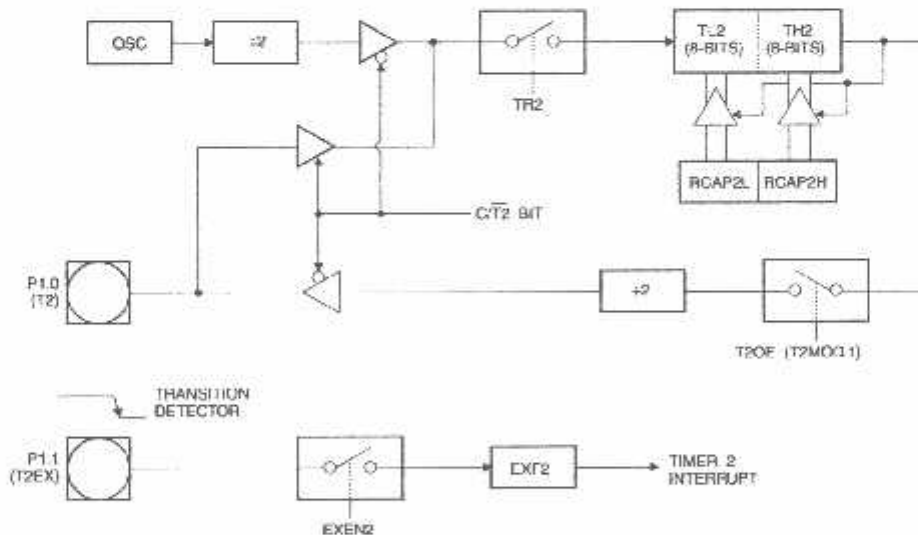 OSC
÷2
TL2
(8-BITS)
TH2
(8-BITS)
TR2
RCAP2L
RCAP2H
C/T2 BIT
P1.0
(T2)
÷2
T2OE (T2MOD.1)
TRANSITION
DETECTOR
P1.1
(T2EX)
EXF2
TIMER 2
INTERRUPT
EXEN2